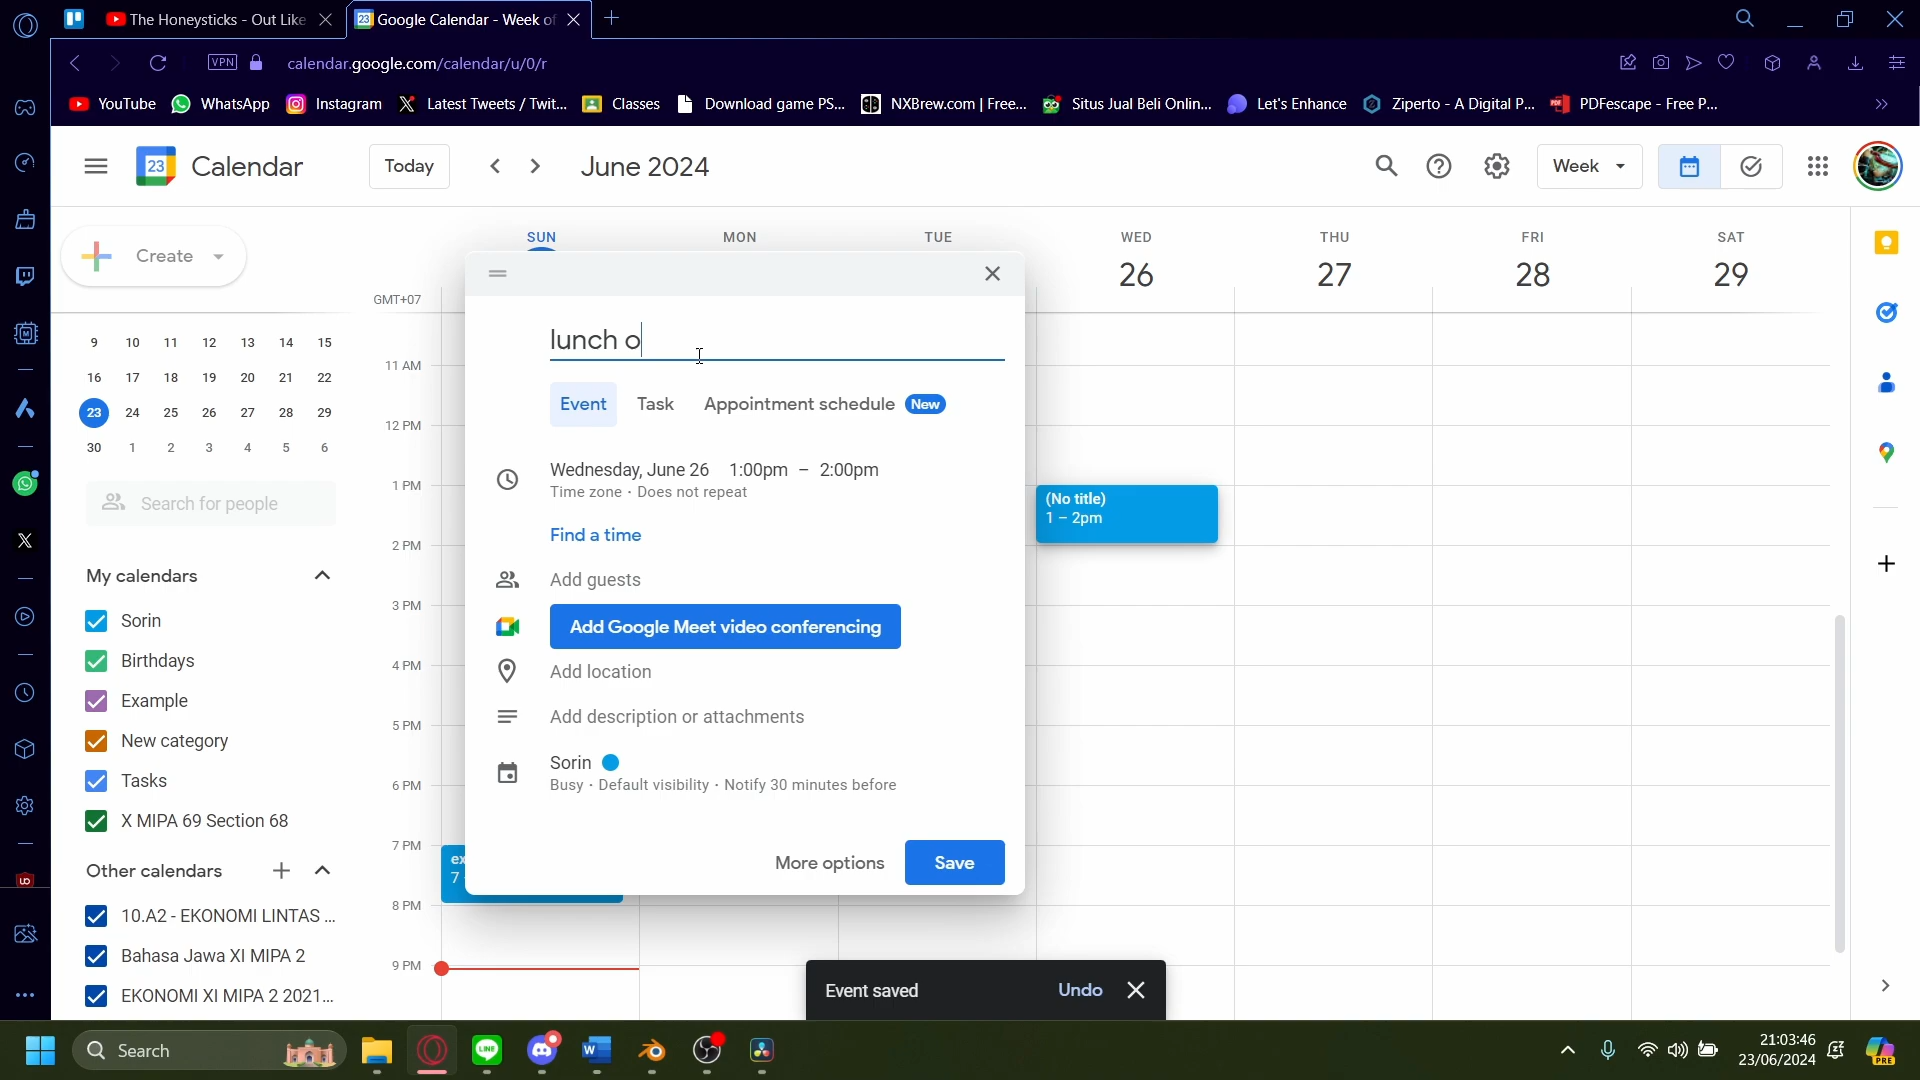 The Honeysticks - Out Like
Google Calendar - Week of
VPN
calendar.google.com/calendar/u/0/r
YouTube
WhatsApp
Instagram
Latest Tweets / Twit...
Classes
Download game PS...
NXBrew.com | Free...
Situs Jual Beli Onlin...
Let's Enhance
Ziperto - A Digital P...
PDFescape - Free P...
23
Calendar
Today
June 2024
Week
Create
SUN
MON
TUE
WED
THU
FRI
SAT
26
27
28
29
GMT+07
9 10 11 12 13 14 15
16 17 18 19 20 21 22
23 24 25 26 27 28 29
30 1 2 3 4 5 6
Search for people
My calendars
Sorin
Birthdays
Example
New category
Tasks
X MIPA 69 Section 68
Other calendars
10.A2 - EKONOMI LINTAS ...
Bahasa Jawa XI MIPA 2
EKONOMI XI MIPA 2 2021...
11 AM
12 PM
1 PM
2 PM
3 PM
4 PM
5 PM
6 PM
7 PM
8 PM
9 PM
lunch o
Event
Task
Appointment schedule
New
Wednesday, June 26 1:00pm – 2:00pm
Time zone · Does not repeat
Find a time
Add guests
Add Google Meet video conferencing
Add location
Add description or attachments
Sorin
Busy · Default visibility · Notify 30 minutes before
More options
Save
(No title)
1 – 2pm
ex
7
Event saved
Undo
Search
LINE
21:03:46
23/06/2024
PRE